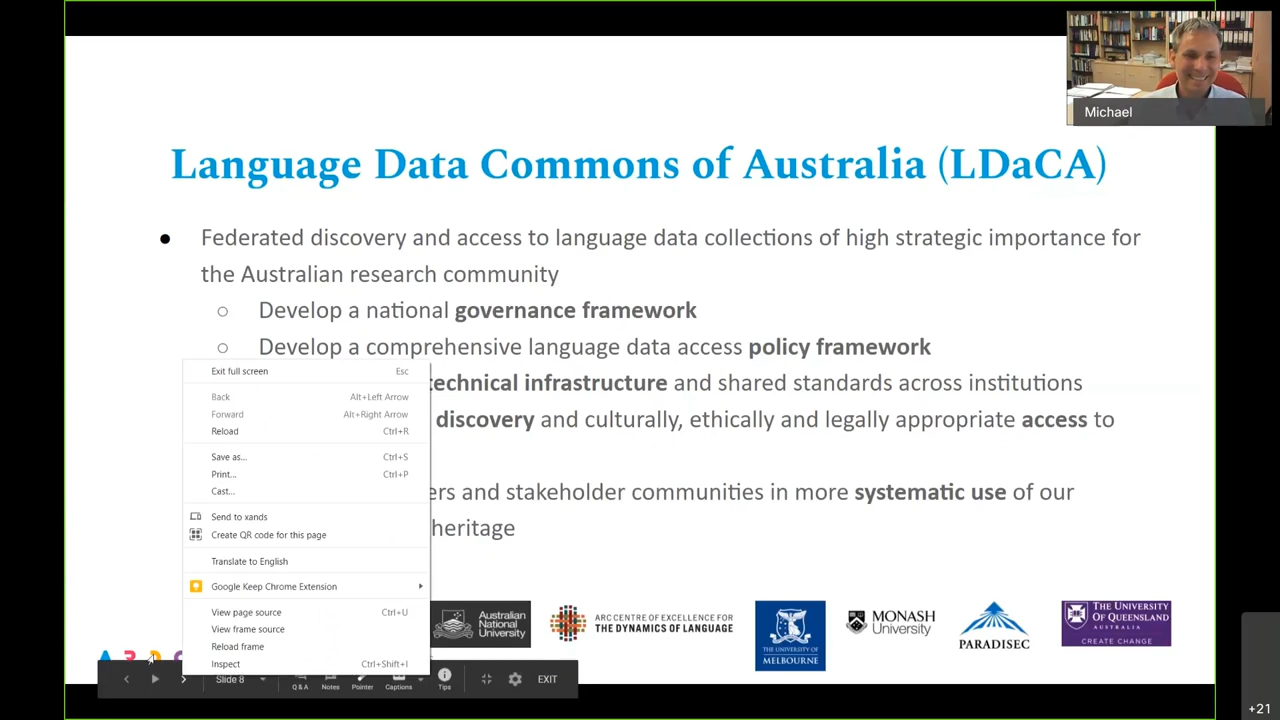 Michael
Language Data Commons of Australia (LDaCA)
● Federated discovery and access to language data collections of high strategic importance for
the Australian research community
○ Develop a national governance framework
○ Develop a comprehensive language data access policy framework
technical infrastructure and shared standards across institutions
discovery and culturally, ethically and legally appropriate access to
ers and stakeholder communities in more systematic use of our
heritage
Exit full screen Esc
Back Alt+Left Arrow
Forward Alt+Right Arrow
Reload Ctrl+R
Save as... Ctrl+S
Print... Ctrl+P
Cast...
Send to xands
Create QR code for this page
Translate to English
Google Keep Chrome Extension
View page source Ctrl+U
View frame source
Reload frame
Inspect Ctrl+Shift+I
Australian
National
University
ARC CENTRE OF EXCELLENCE FOR
THE DYNAMICS OF LANGUAGE
THE UNIVERSITY OF
MELBOURNE
MONASH
University
PARADISEC
THE UNIVERSITY
OF QUEENSLAND
AUSTRALIA
CREATE CHANGE
A R D C
Slide 8
Q & A Notes Pointer Captions Tips EXIT
+21